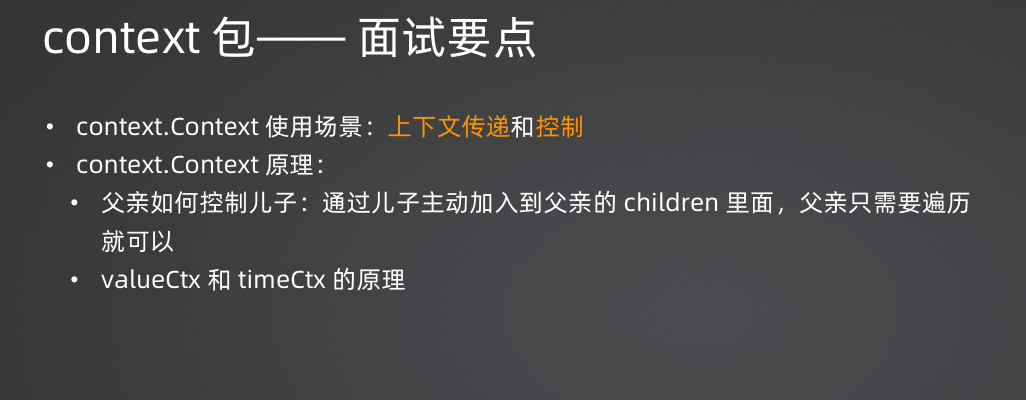 context 包—— 面试要点
• context.Context 使用场景：上下文传递和控制
• context.Context 原理：
• 父亲如何控制儿子：通过儿子主动加入到父亲的 children 里面，父亲只需要遍历
就可以
• valueCtx 和 timeCtx 的原理